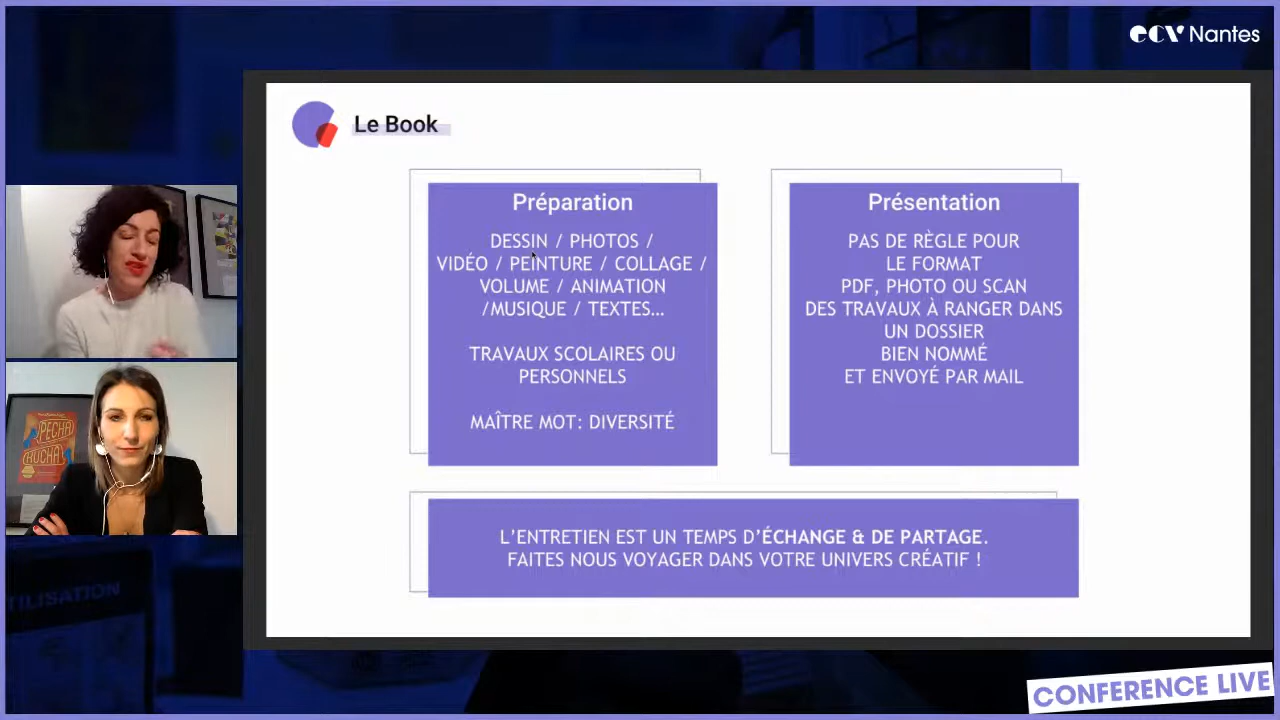 ecv Nantes
Le Book
Préparation
DESSIN / PHOTOS /
VIDÉO / PEINTURE / COLLAGE /
VOLUME / ANIMATION
/MUSIQUE / TEXTES...
TRAVAUX SCOLAIRES OU
PERSONNELS
MAÎTRE MOT: DIVERSITÉ
Présentation
PAS DE RÈGLE POUR
LE FORMAT
PDF, PHOTO OU SCAN
DES TRAVAUX À RANGER DANS
UN DOSSIER
BIEN NOMMÉ
ET ENVOYÉ PAR MAIL
L'ENTRETIEN EST UN TEMPS D'ÉCHANGE & DE PARTAGE.
FAITES NOUS VOYAGER DANS VOTRE UNIVERS CRÉATIF !
PECHA
KUCHA
TILISATION
CONFERENCE LIVE